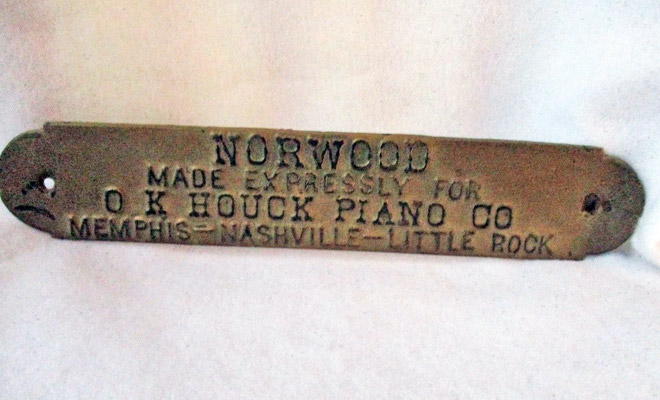 NORWOOD
MADE EXPRESSLY FOR
O K HOUCK PIANO CO
MEMPHIS—NASHVILLE—LITTLE ROCK